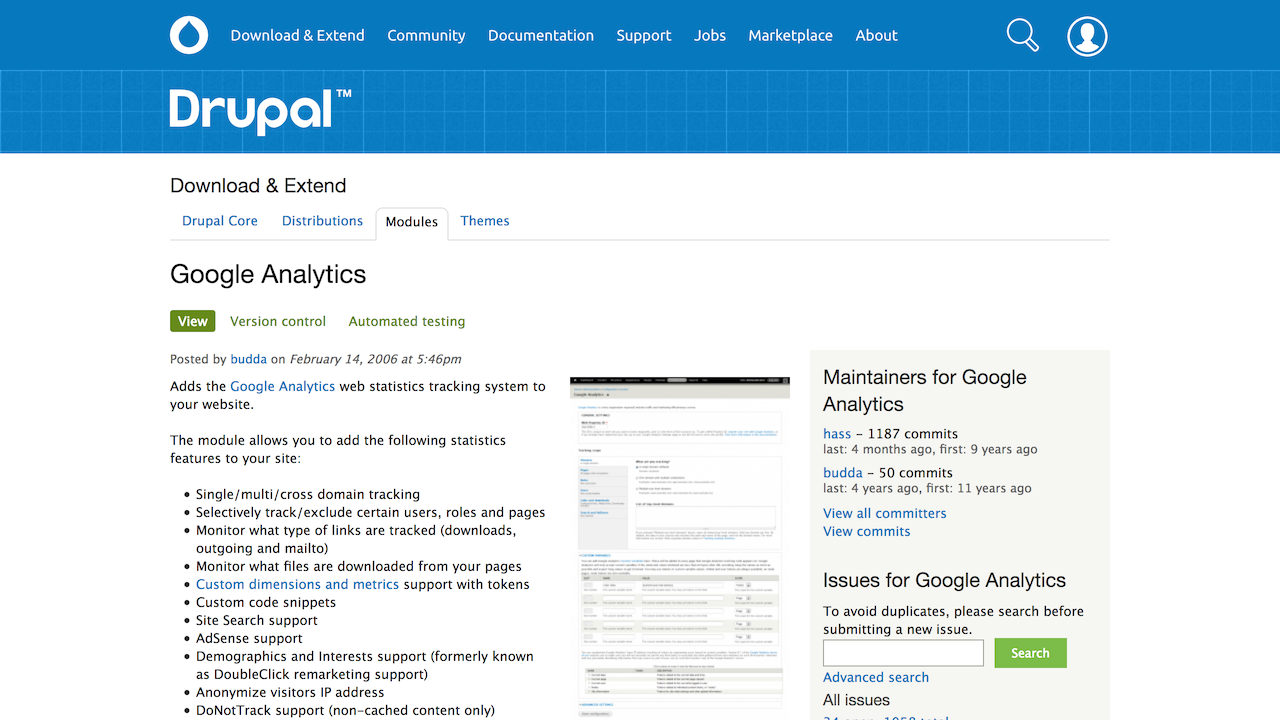 Download & Extend Community Documentation Support Jobs Marketplace About
Drupal™
Download & Extend
Drupal Core Distributions Modules Themes
Google Analytics
View Version control Automated testing
Posted by budda on February 14, 2006 at 5:46pm
Adds the Google Analytics web statistics tracking system to
your website.
The module allows you to add the following statistics
features to your site:
• Single/multi/cross domain tracking
• Selectively track/exclude certain users, roles and pages
• Monitor what type of links are tracked (downloads,
outgoing and mailto)
• Monitor what files are downloaded from your pages
• Custom dimensions and metrics support with tokens
• Custom code snippets
• Site Search support
• AdSense support
• Demographics and Interests support (formerly known
as DoubleClick remarketing support)
• Anonymize visitors IP address
• DoNotTrack support (non-cached content only)
Google Analytics
Maintainers for Google
Analytics
hass – 1187 commits
last: 4 months ago, first: 9 years ago
budda – 50 commits
last: 4 years ago, first: 11 years ago
View all committers
View commits
Issues for Google Analytics
To avoid duplicates, please search before
submitting a new issue.
Search
Advanced search
All issues